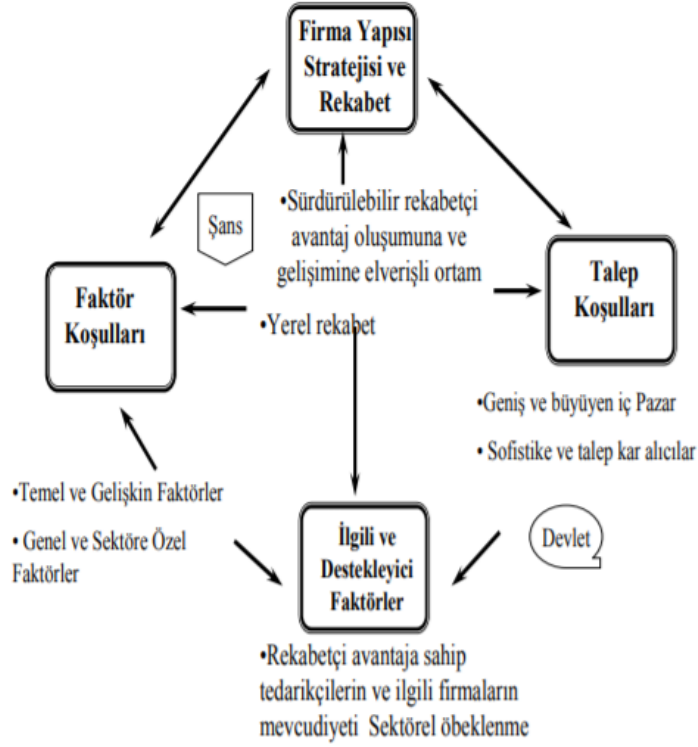 Firma Yapısı
Stratejisi ve
Rekabet
Şans
•Sürdürülebilir rekabetçi
avantaj oluşumuna ve
gelişimine elverişli ortam
•Yerel rekabet
Faktör
Koşulları
Talep
Koşulları
•Geniş ve büyüyen iç Pazar
• Sofistike ve talep kar alıcılar
•Temel ve Gelişkin Faktörler
• Genel ve Sektöre Özel
Faktörler
İlgili ve
Destekleyici
Faktörler
Devlet
•Rekabetçi avantaja sahip
tedarikçilerin ve ilgili firmaların
mevcudiyeti Sektörel öbeklenme